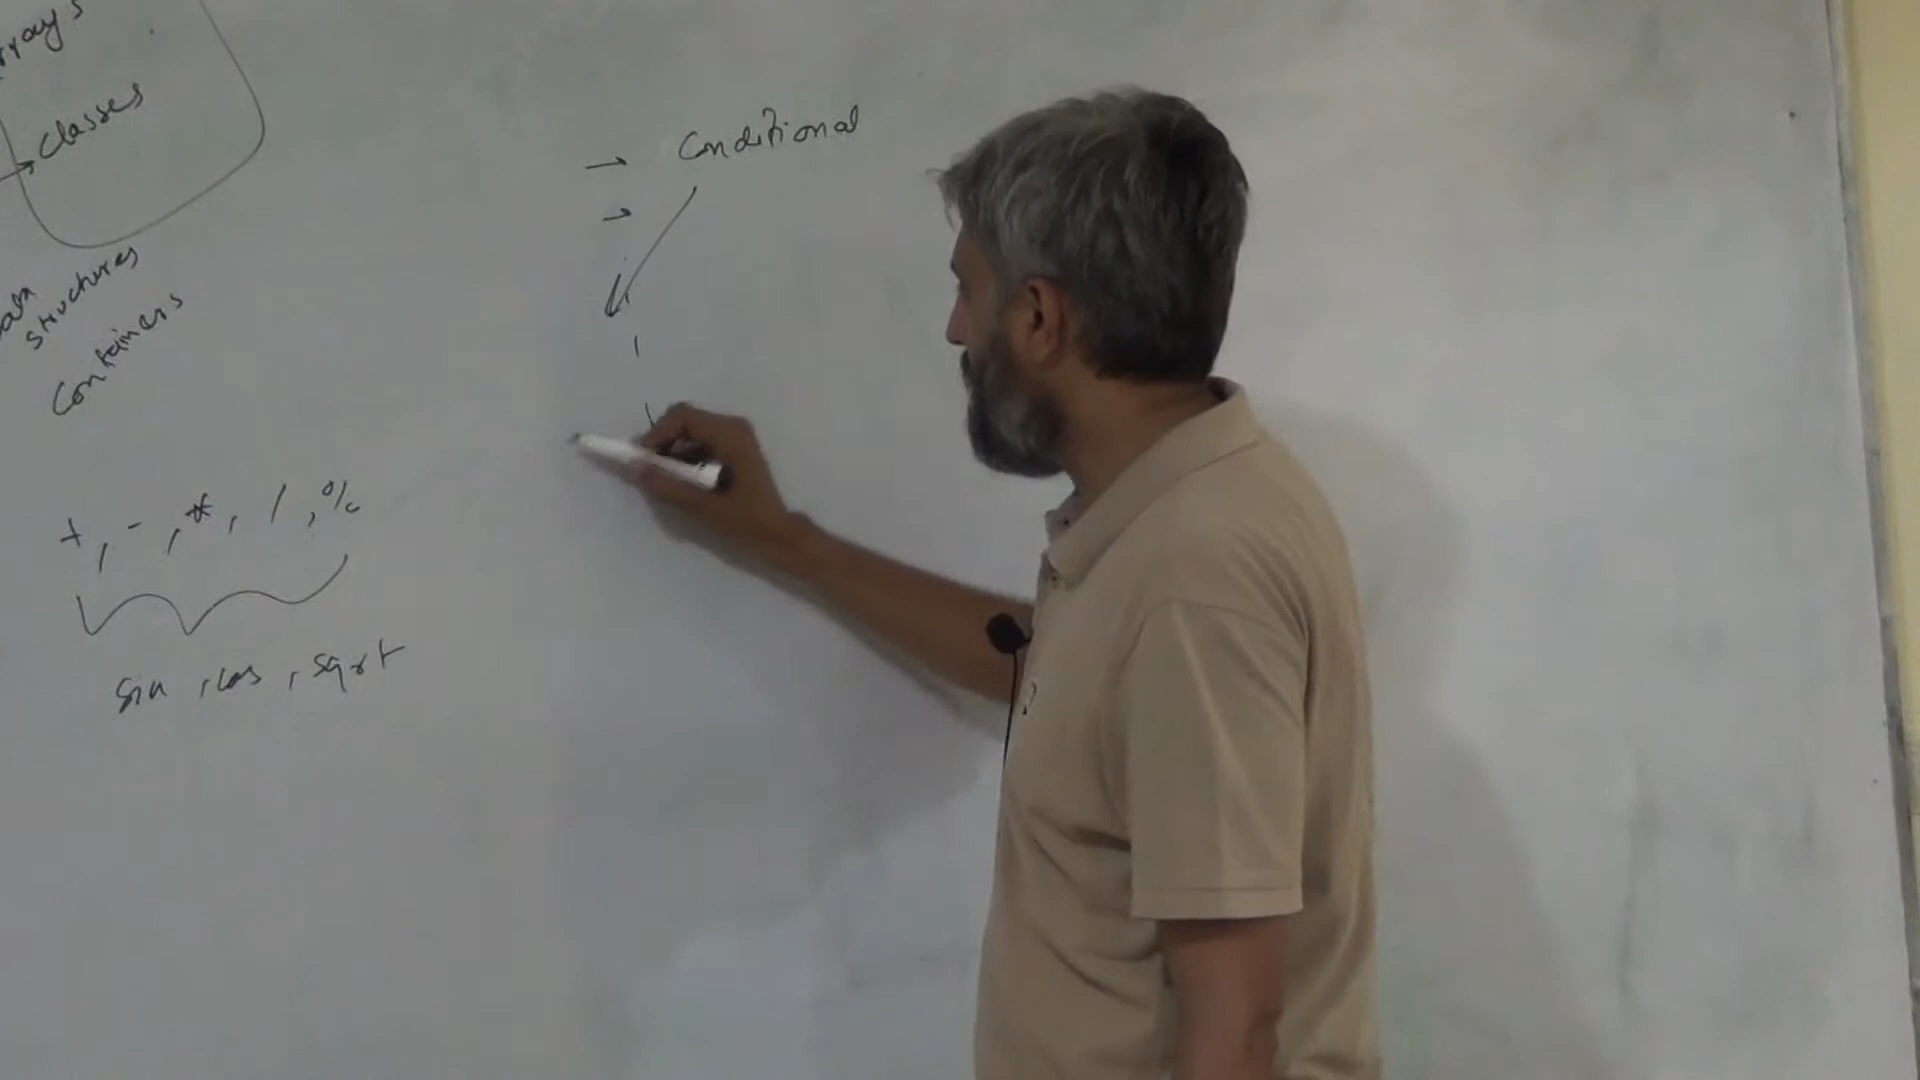 Classes
structures
Containers
+, -, *, /, %
sin, cos, sqrt
→ Conditional
→